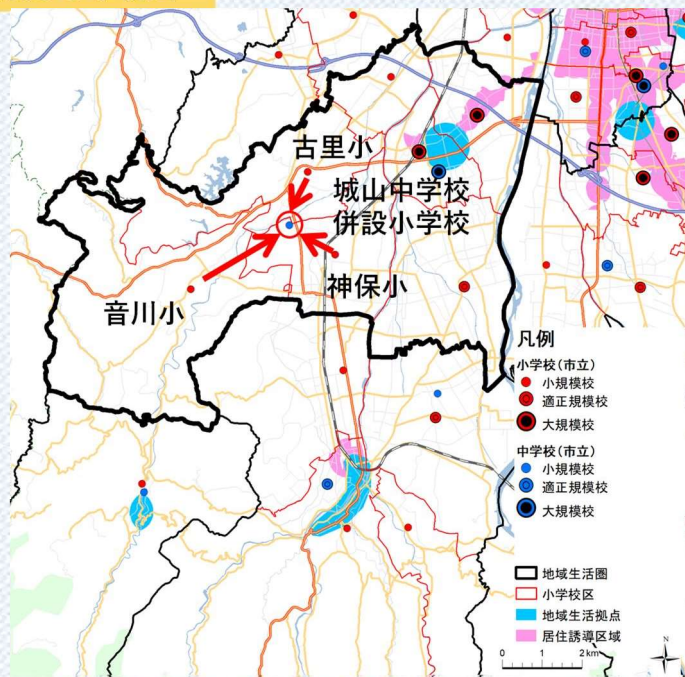 古里小
城山中学校
併設小学校
神保小
音川小
凡例
小学校(市立)
小規模校
適正規模校
大規模校
中学校(市立)
小規模校
適正規模校
大規模校
地域生活圏
小学校区
地域生活拠点
居住誘導区域
0 1 2km
N